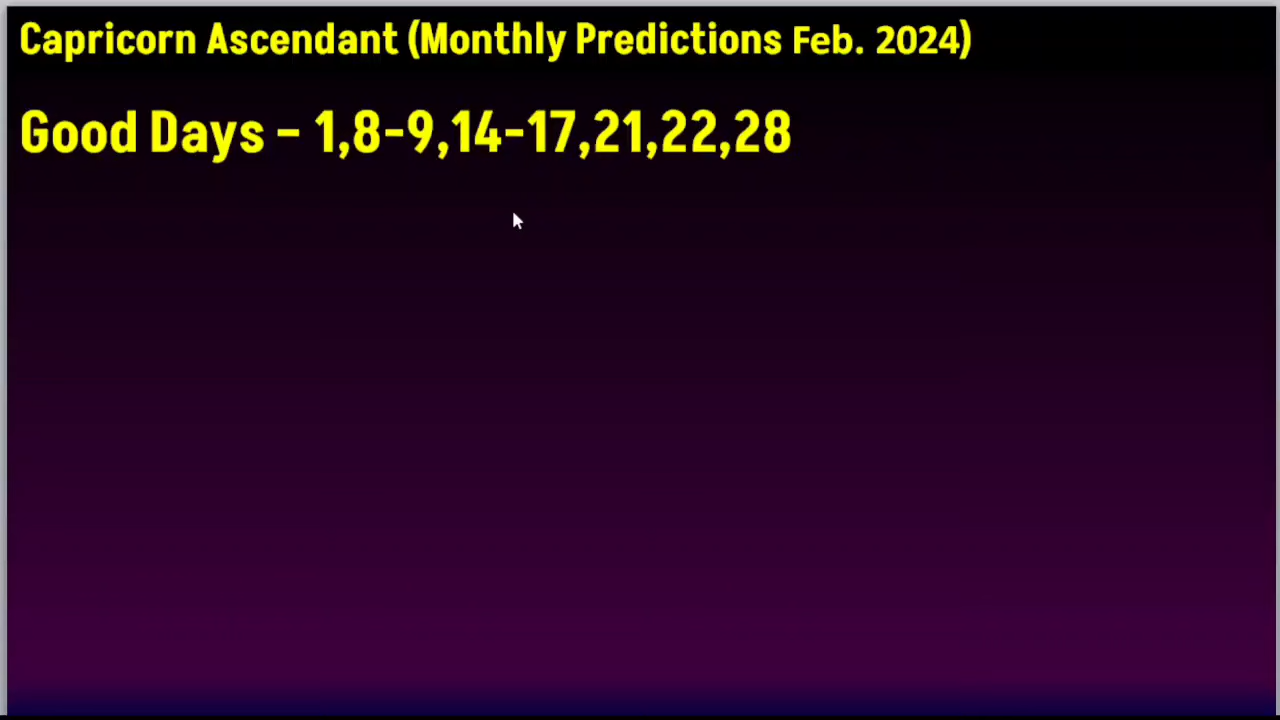 Capricorn Ascendant (Monthly Predictions Feb. 2024)
Good Days – 1,8-9,14-17,21,22,28